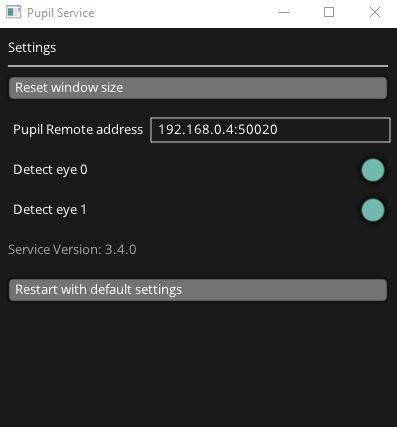 Pupil Service
Settings
Reset window size
Pupil Remote address 192.168.0.4:50020
Detect eye 0
Detect eye 1
Service Version: 3.4.0
Restart with default settings